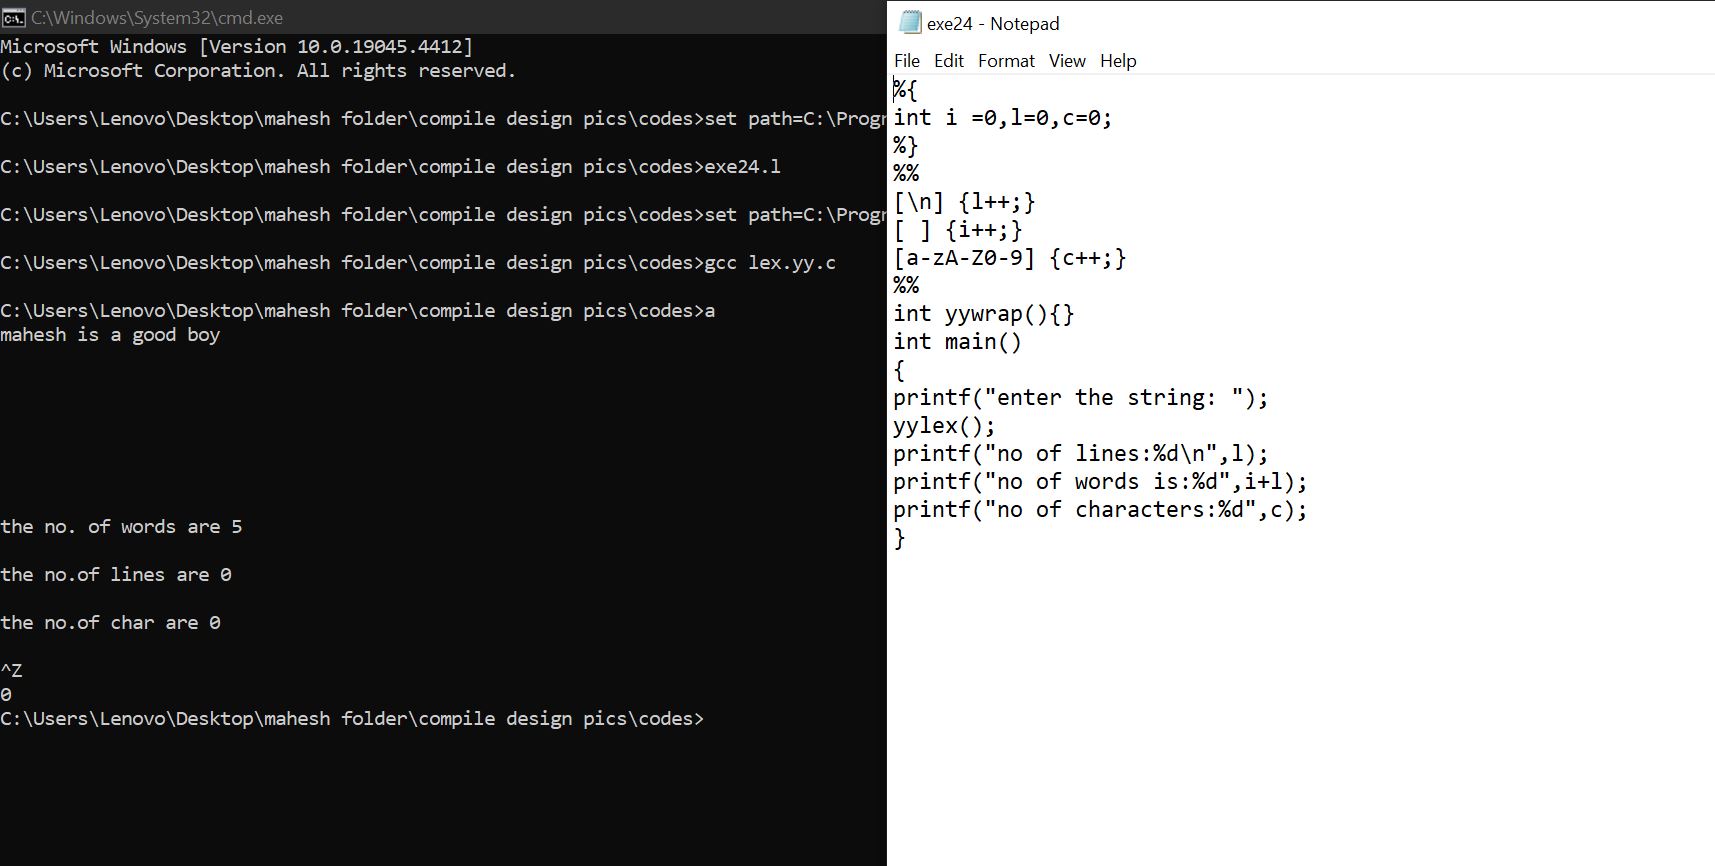 C:\Windows\System32\cmd.exe
Microsoft Windows [Version 10.0.19045.4412]
(c) Microsoft Corporation. All rights reserved.
C:\Users\Lenovo\Desktop\mahesh folder\compile design pics\codes>set path=C:\Progr
C:\Users\Lenovo\Desktop\mahesh folder\compile design pics\codes>exe24.l
C:\Users\Lenovo\Desktop\mahesh folder\compile design pics\codes>set path=C:\Progr
C:\Users\Lenovo\Desktop\mahesh folder\compile design pics\codes>gcc lex.yy.c
C:\Users\Lenovo\Desktop\mahesh folder\compile design pics\codes>a
mahesh is a good boy
the no. of words are 5
the no.of lines are 0
the no.of char are 0
^Z
0
C:\Users\Lenovo\Desktop\mahesh folder\compile design pics\codes>
exe24 - Notepad
File Edit Format View Help
%{
int i =0,l=0,c=0;
%}
%%
[\n] {l++;}
[ ] {i++;}
[a-zA-Z0-9] {c++;}
%%
int yywrap(){}
int main()
{
printf("enter the string: ");
yylex();
printf("no of lines:%d\n",l);
printf("no of words is:%d",i+l);
printf("no of characters:%d",c);
}